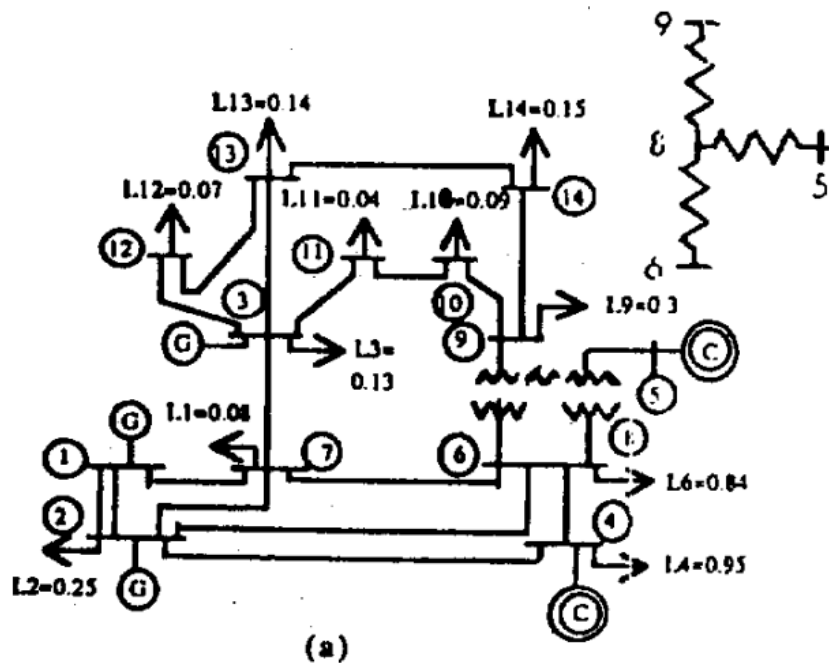 9
L13=0.14
L14=0.15
8
13
L12=0.07
L11=0.04
L10=0.09
5
14
12
11
6
3
10
L9=0.3
9
G
L3=
0.13
C
5
G
L1=0.08
1
7
6
8
L6=0.84
2
4
L2=0.25
G
L4=0.95
C
(a)